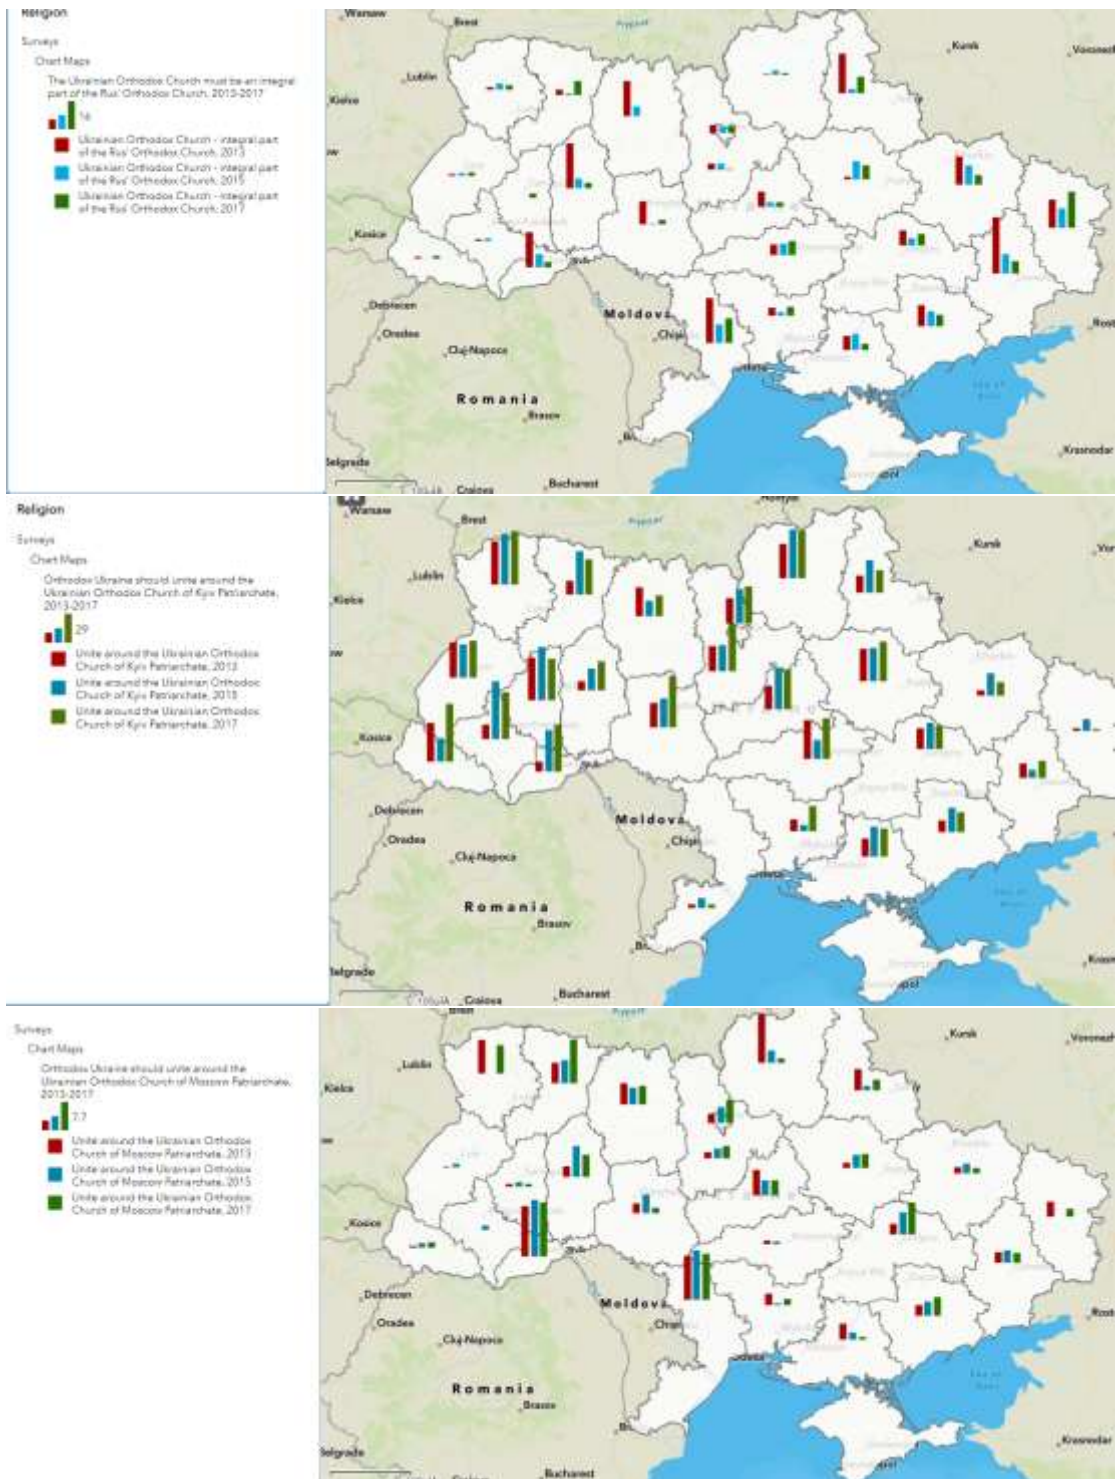 Religion
Surveys
Chart Maps
The Ukrainian Orthodox Church must be an integral
part of the Rus' Orthodox Church, 2013-2017
16
Ukrainian Orthodox Church - integral part
of the Rus' Orthodox Church, 2013
Ukrainian Orthodox Church - integral part
of the Rus' Orthodox Church, 2015
Ukrainian Orthodox Church - integral part
of the Rus' Orthodox Church, 2017
Warsaw
Brest
Pripyat
Kursk
Voronezh
Lublin
Kielce
Kosice
Debrecen
Oradea
Moldova
Cluj-Napoca
Romania
Brasov
Belgrade
Craiova
Bucharest
Krasnodar
Religion
Surveys
Chart Maps
Orthodox Ukraine should unite around the
Ukrainian Orthodox Church of Kyiv Patriarchate,
2013-2017
29
Unite around the Ukrainian Orthodox
Church of Kyiv Patriarchate, 2013
Unite around the Ukrainian Orthodox
Church of Kyiv Patriarchate, 2015
Unite around the Ukrainian Orthodox
Church of Kyiv Patriarchate, 2017
Warsaw
Brest
Pripyat
Kursk
Lublin
Kielce
Kosice
Debrecen
Oradea
Moldova
Cluj-Napoca
Romania
Brasov
Belgrade
Craiova
Bucharest
Surveys
Chart Maps
Orthodox Ukraine should unite around the
Ukrainian Orthodox Church of Moscow Patriarchate,
2013-2017
7.7
Unite around the Ukrainian Orthodox
Church of Moscow Patriarchate, 2013
Unite around the Ukrainian Orthodox
Church of Moscow Patriarchate, 2015
Unite around the Ukrainian Orthodox
Church of Moscow Patriarchate, 2017
Kursk
Voronezh
Lublin
Kielce
Kosice
Debrecen
Oradea
Moldova
Cluj-Napoca
Romania
Brasov
Belgrade
Bucharest
Krasnodar